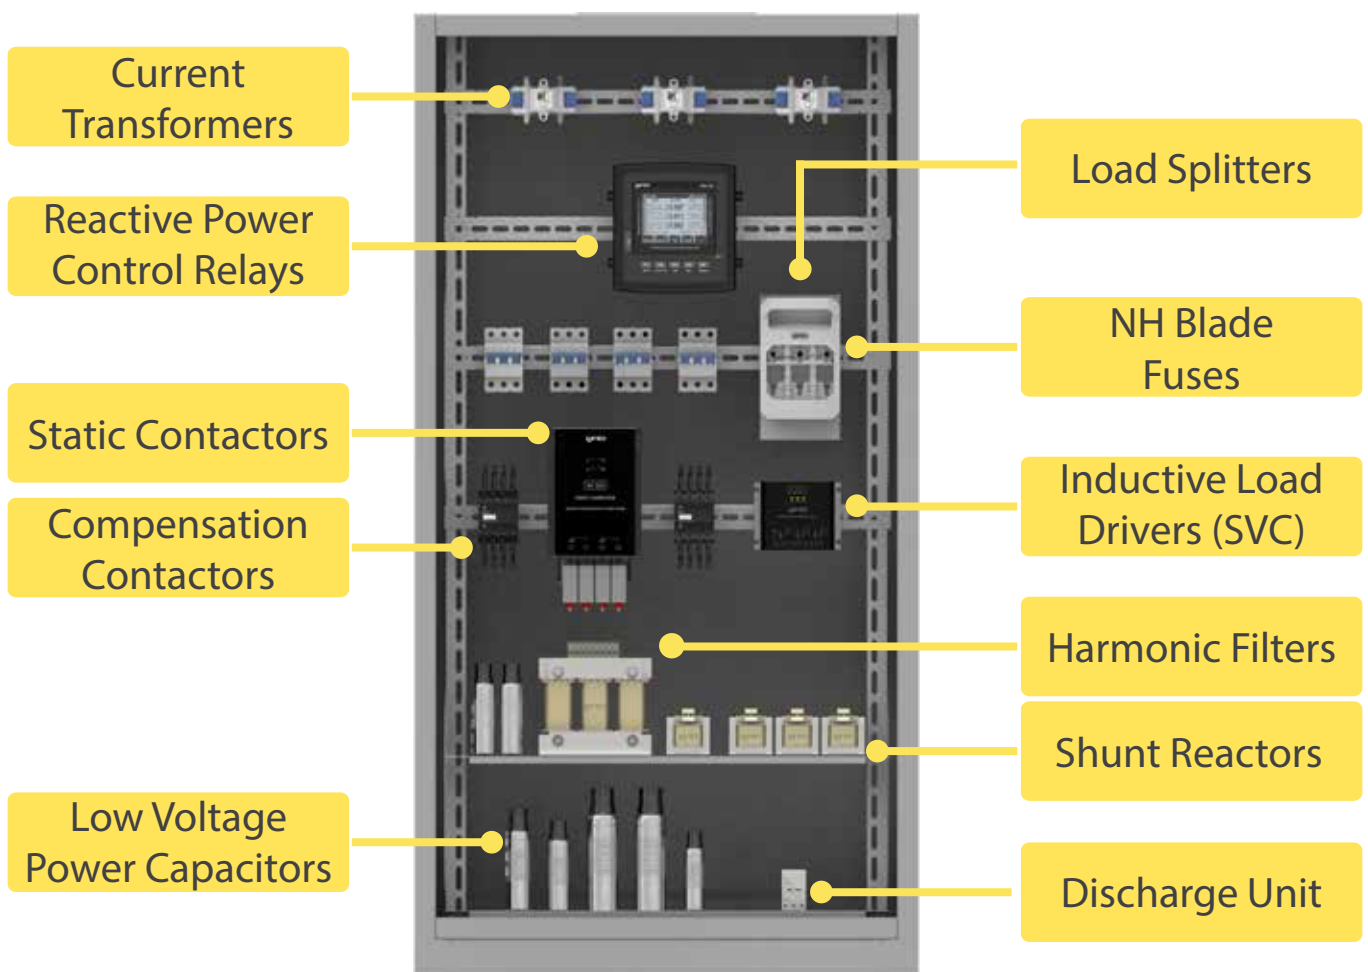 Current
Transformers
Reactive Power
Control Relays
Static Contactors
Compensation
Contactors
Low Voltage
Power Capacitors
Load Splitters
NH Blade
Fuses
Inductive Load
Drivers (SVC)
Harmonic Filters
Shunt Reactors
Discharge Unit